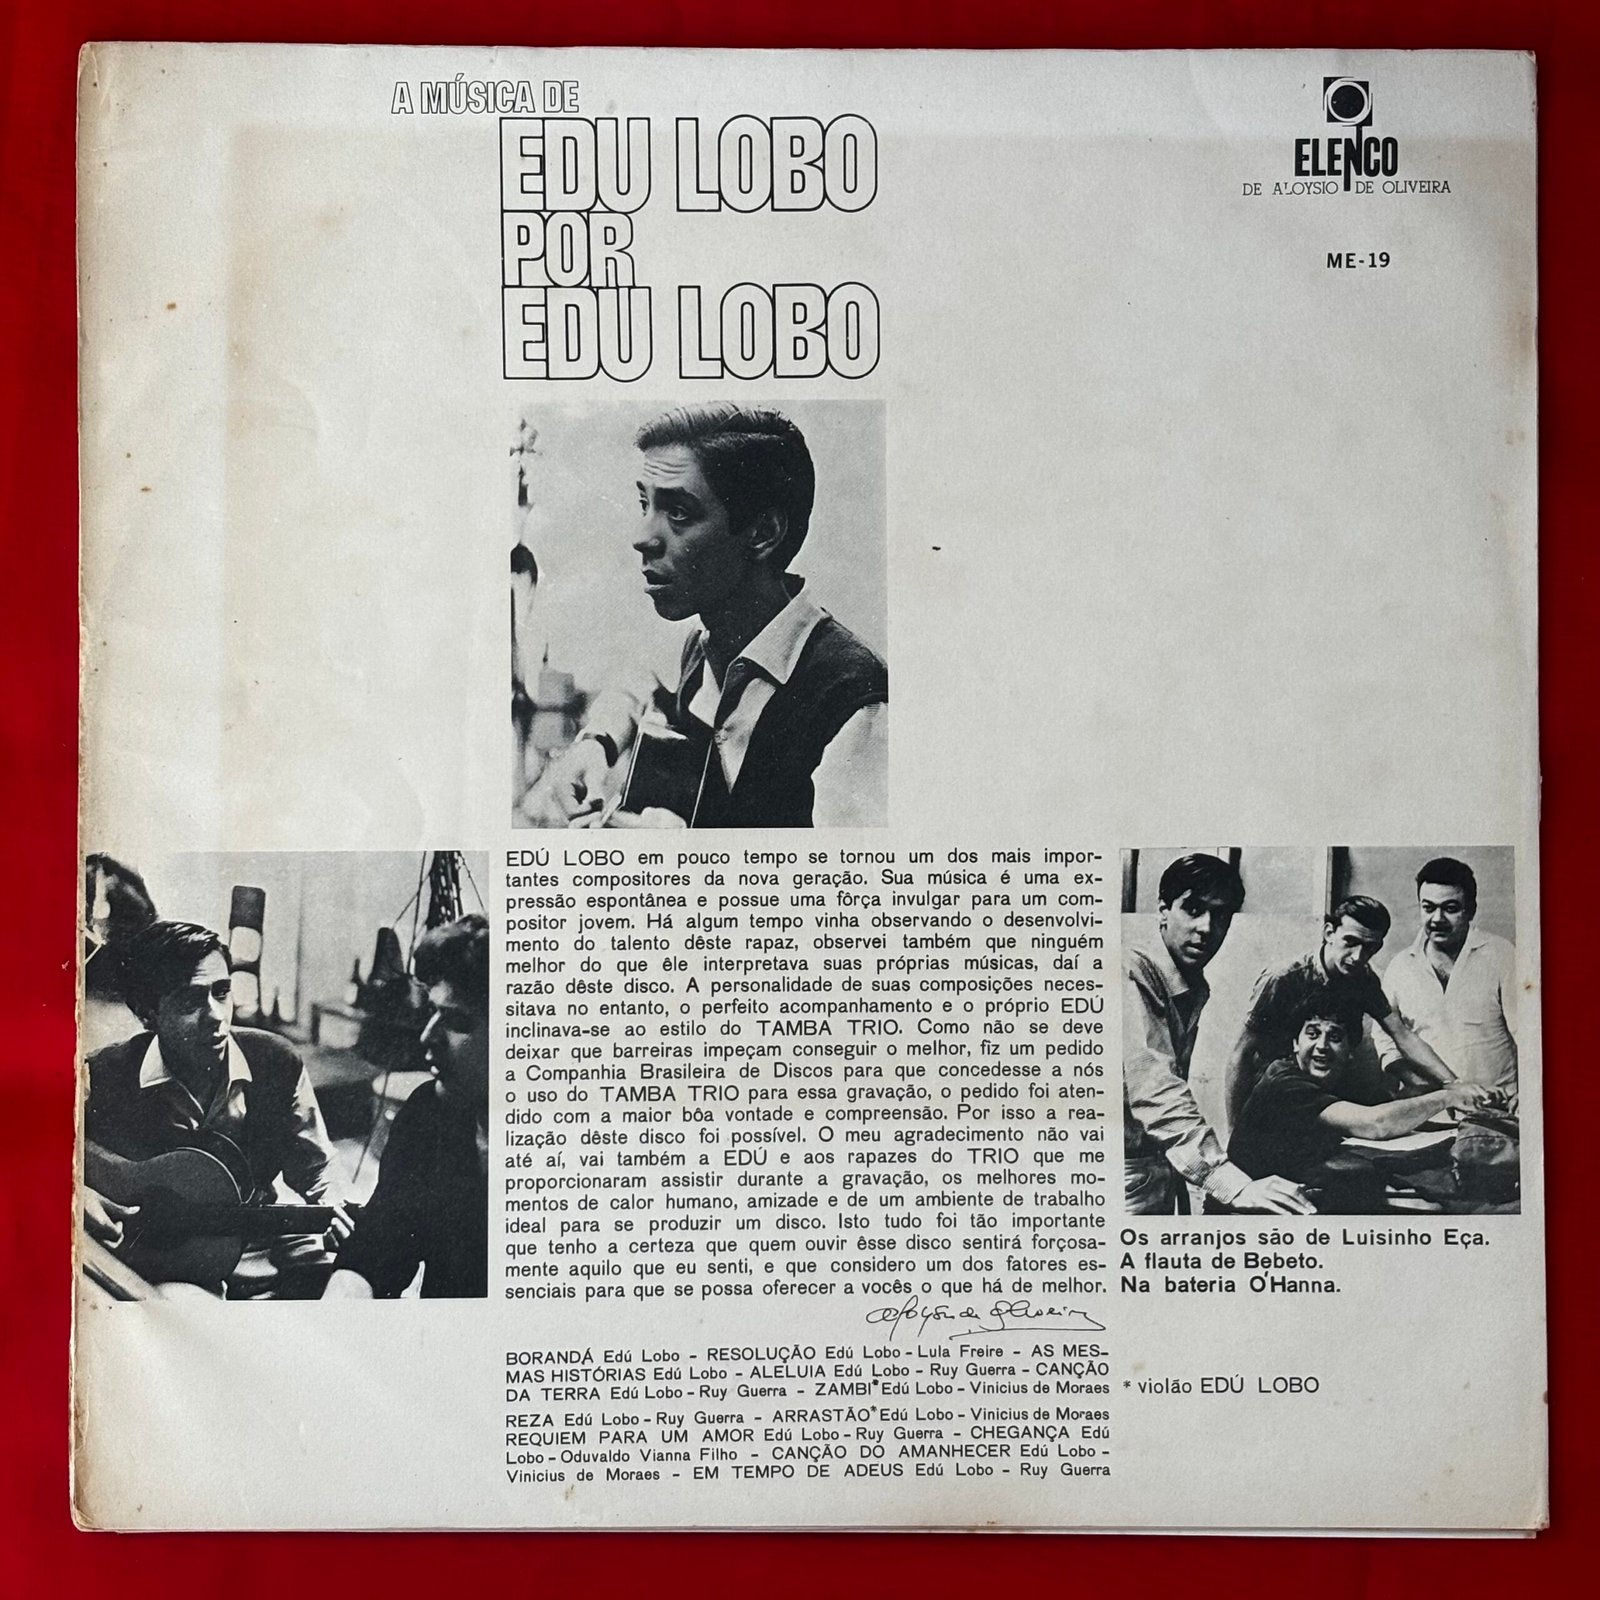 A MÚSICA DE
EDU LOBO
POR
EDU LOBO
ELENCO
DE ALOYSIO DE OLIVEIRA
ME-19
EDÚ LOBO em pouco tempo se tornou um dos mais impor-
tantes compositores da nova geração. Sua música é uma ex-
pressão espontânea e possue uma fôrça invulgar para um com-
positor jovem. Há algum tempo vinha observando o desenvolvi-
mento do talento dêste rapaz, observei também que ninguém
melhor do que êle interpretava suas próprias músicas, daí a
razão dêste disco. A personalidade de suas composições neces-
sitava no entanto, o perfeito acompanhamento e o próprio EDÚ
inclinava-se ao estilo do TAMBA TRIO. Como não se deve
deixar que barreiras impeçam conseguir o melhor, fiz um pedido
a Companhia Brasileira de Discos para que concedesse a nós
o uso do TAMBA TRIO para essa gravação, o pedido foi aten-
dido com a maior bôa vontade e compreensão. Por isso a rea-
lização dêste disco foi possível. O meu agradecimento não vai
até aí, vai também a EDÚ e aos rapazes do TRIO que me
proporcionaram assistir durante a gravação, os melhores mo-
mentos de calor humano, amizade e de um ambiente de trabalho
ideal para se produzir um disco. Isto tudo foi tão importante
que tenho a certeza que quem ouvir êsse disco sentirá forçosa-
mente aquilo que eu senti, e que considero um dos fatores es-
senciais para que se possa oferecer a vocês o que há de melhor.
Aloysio de Oliveira
Os arranjos são de Luisinho Eça.
A flauta de Bebeto.
Na bateria O'Hanna.
BORANDÁ Edú Lobo - RESOLUÇÃO Edú Lobo - Lula Freire - AS MES-
MAS HISTÓRIAS Edú Lobo - ALELUIA Edú Lobo - Ruy Guerra - CANÇÃO
DA TERRA Edú Lobo - Ruy Guerra - ZAMBI* Edú Lobo - Vinicius de Moraes
* violão EDÚ LOBO
REZA Edú Lobo - Ruy Guerra - ARRASTÃO* Edú Lobo - Vinicius de Moraes
REQUIEM PARA UM AMOR Edú Lobo - Ruy Guerra - CHEGANÇA Edú
Lobo - Oduvaldo Vianna Filho - CANÇÃO DO AMANHECER Edú Lobo -
Vinicius de Moraes - EM TEMPO DE ADEUS Edú Lobo - Ruy Guerra